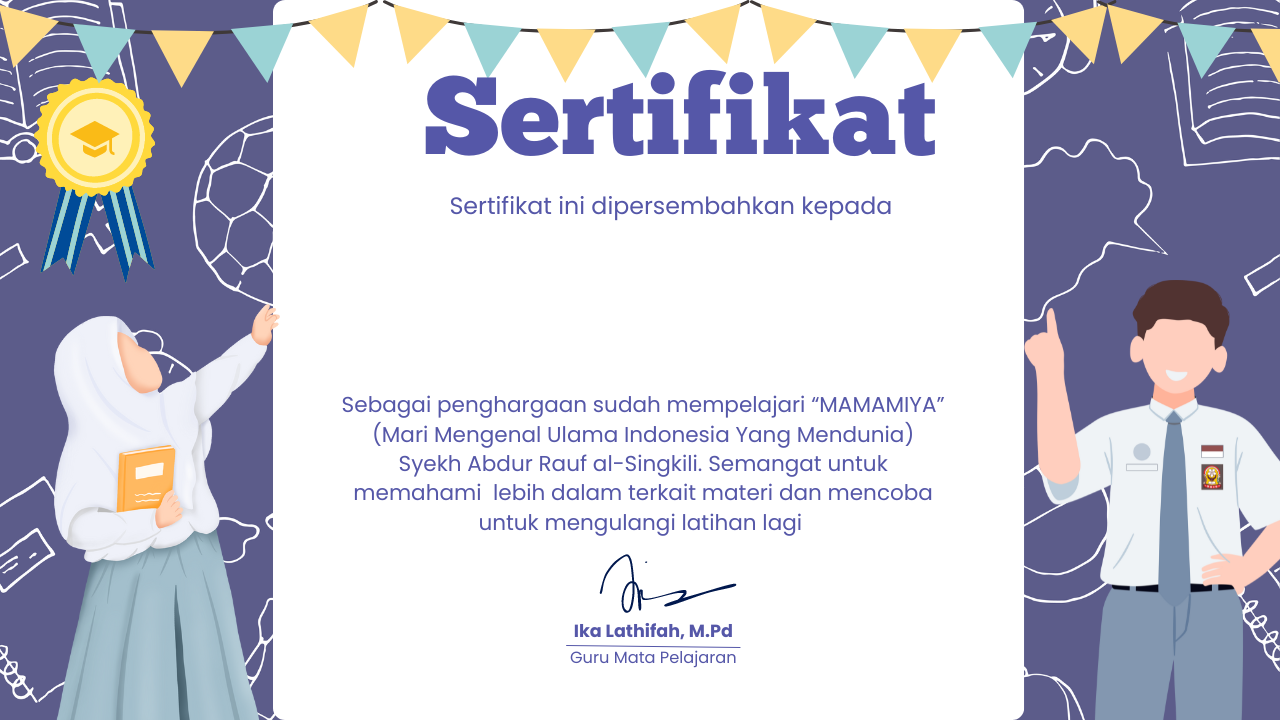 Sertifikat
Sertifikat ini dipersembahkan kepada
Sebagai penghargaan sudah mempelajari “MAMAMIYA”
(Mari Mengenal Ulama Indonesia Yang Mendunia)
Syekh Abdur Rauf al-Singkili. Semangat untuk
memahami  lebih dalam terkait materi dan mencoba
untuk mengulangi latihan lagi
Ika Lathifah, M.Pd
Guru Mata Pelajaran